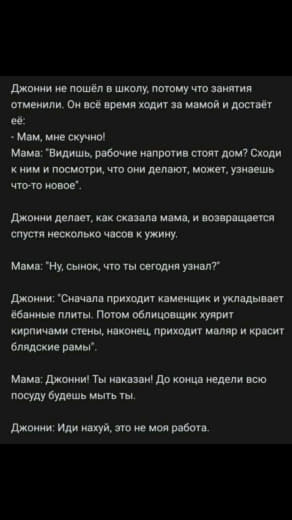 Джонни не пошёл в школу, потому что занятия
отменили. Он всё время ходит за мамой и достаёт
её:
- Мам, мне скучно!
Мама: "Видишь, рабочие напротив стоят дом? Сходи
к ним и посмотри, что они делают, может, узнаешь
что-то новое".
Джонни делает, как сказала мама, и возвращается
спустя несколько часов к ужину.
Мама: "Ну, сынок, что ты сегодня узнал?"
Джонни: "Сначала приходит каменщик и укладывает
ёбанные плиты. Потом облицовщик хуярит
кирпичами стены, наконец, приходит маляр и красит
блядские рамы".
Мама: Джонни! Ты наказан! До конца недели всю
посуду будешь мыть ты.
Джонни: Иди нахуй, это не моя работа.